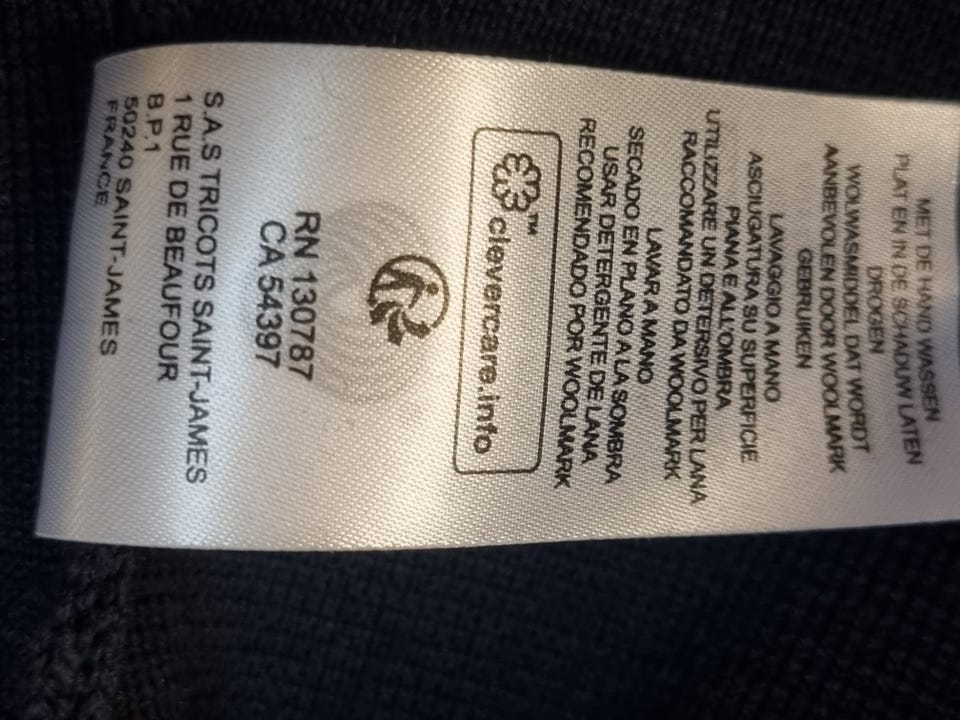 MET DE HAND WASSEN
PLAT EN IN DE SCHADUW LATEN
DROGEN
WOLWASMIDDEL DAT WORDT
AANBEVOLEN DOOR WOOLMARK
GEBRUIKEN
LAVAGGIO A MANO
ASCIUGATURA SU SUPERFICIE
PIANA E ALL'OMBRA
UTILIZZARE UN DETERSIVO PER LANA
RACCOMANDATO DA WOOLMARK
LAVAR A MANO
SECADO EN PLANO A LA SOMBRA
USAR DETERGENTE DE LANA
RECOMENDADO POR WOOLMARK
™ clevercare.info
RN 130787
CA 54397
S.A.S TRICOTS SAINT-JAMES
1 RUE DE BEAUFOUR
B.P.1
50240 SAINT-JAMES
FRANCE